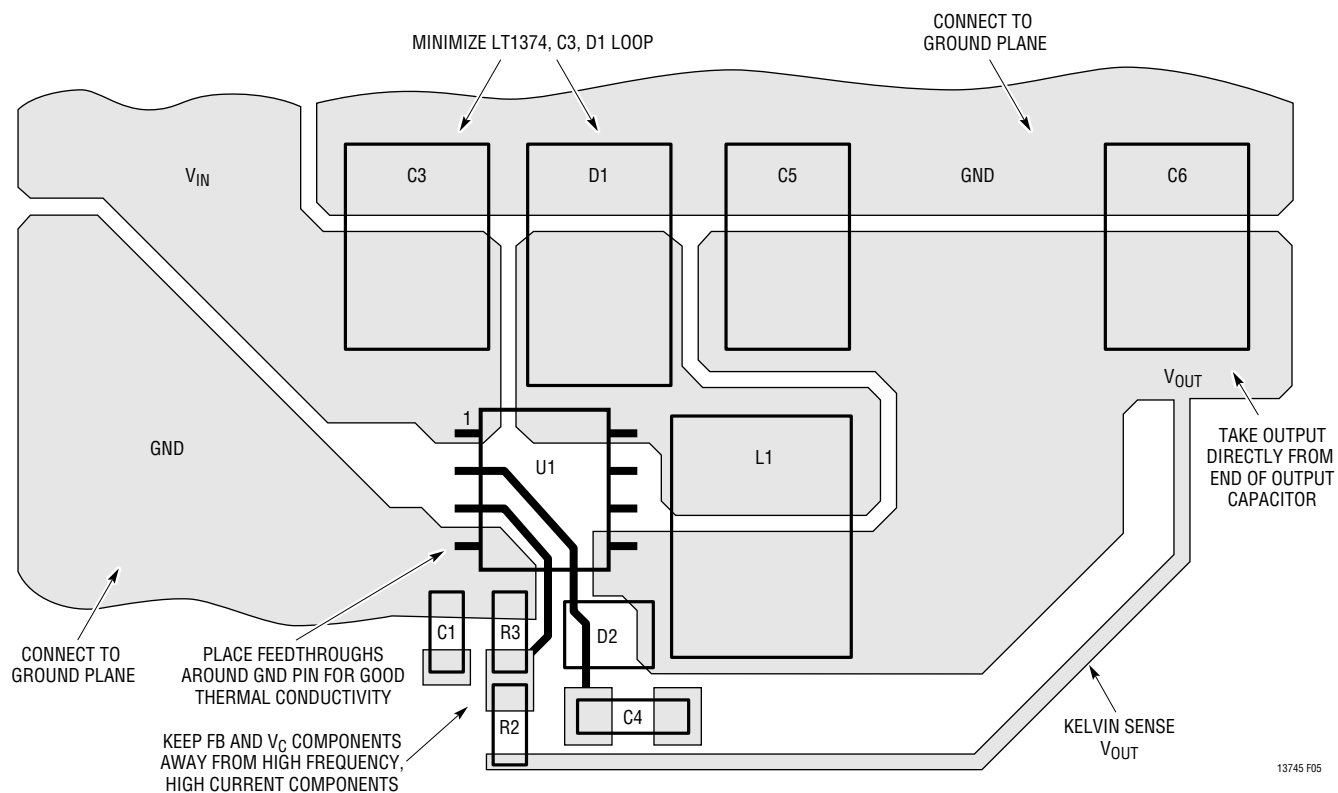 MINIMIZE LT1374, C3, D1 LOOP
CONNECT TO
GROUND PLANE
VIN
C3
D1
C5
GND
C6
VOUT
TAKE OUTPUT
DIRECTLY FROM
END OF OUTPUT
CAPACITOR
1
U1
L1
GND
CONNECT TO
GROUND PLANE
PLACE FEEDTHROUGHS
AROUND GND PIN FOR GOOD
THERMAL CONDUCTIVITY
C1
R3
D2
R2
C4
KEEP FB AND VC COMPONENTS
AWAY FROM HIGH FREQUENCY,
HIGH CURRENT COMPONENTS
KELVIN SENSE
VOUT
13745 F05